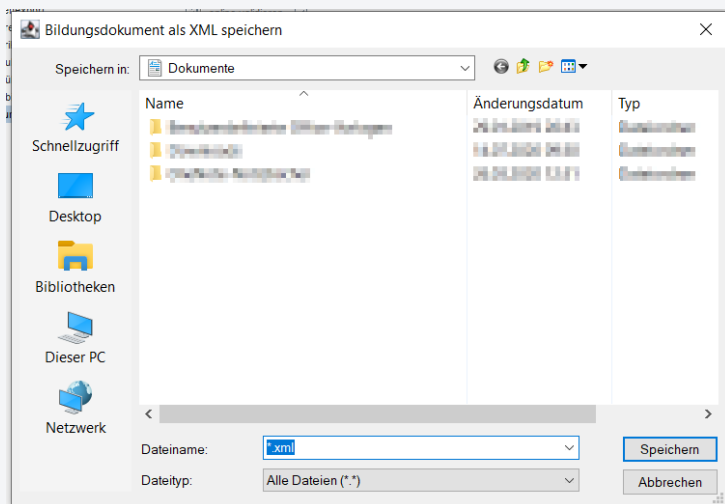 Bildungsdokument als XML speichern
Speichern in: Dokumente
Name Änderungsdatum Typ
Schnellzugriff
Desktop
Bibliotheken
Dieser PC
Netzwerk
Dateiname: *.xml Speichern
Dateityp: Alle Dateien (*.*) Abbrechen